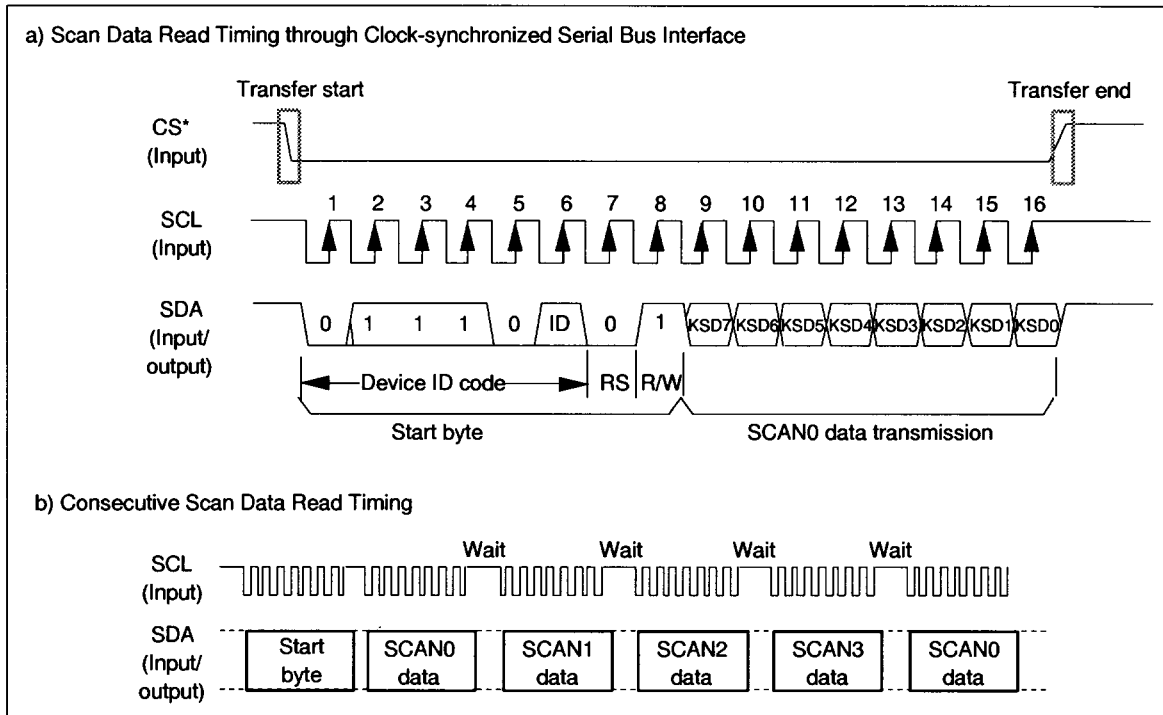 a) Scan Data Read Timing through Clock-synchronized Serial Bus Interface
Transfer start
Transfer end
CS*
(Input)
1 2 3 4 5 6 7 8 9 10 11 12 13 14 15 16
SCL
(Input)
SDA
(Input/
output)
0 1 1 1 0 ID 0 1 KSD7 KSD6 KSD5 KSD4 KSD3 KSD2 KSD1 KSD0
Device ID code RS R/W
Start byte
SCAN0 data transmission
b) Consecutive Scan Data Read Timing
Wait Wait Wait Wait
SCL
(Input)
SDA
(Input/
output)
Start
byte
SCAN0
data
SCAN1
data
SCAN2
data
SCAN3
data
SCAN0
data